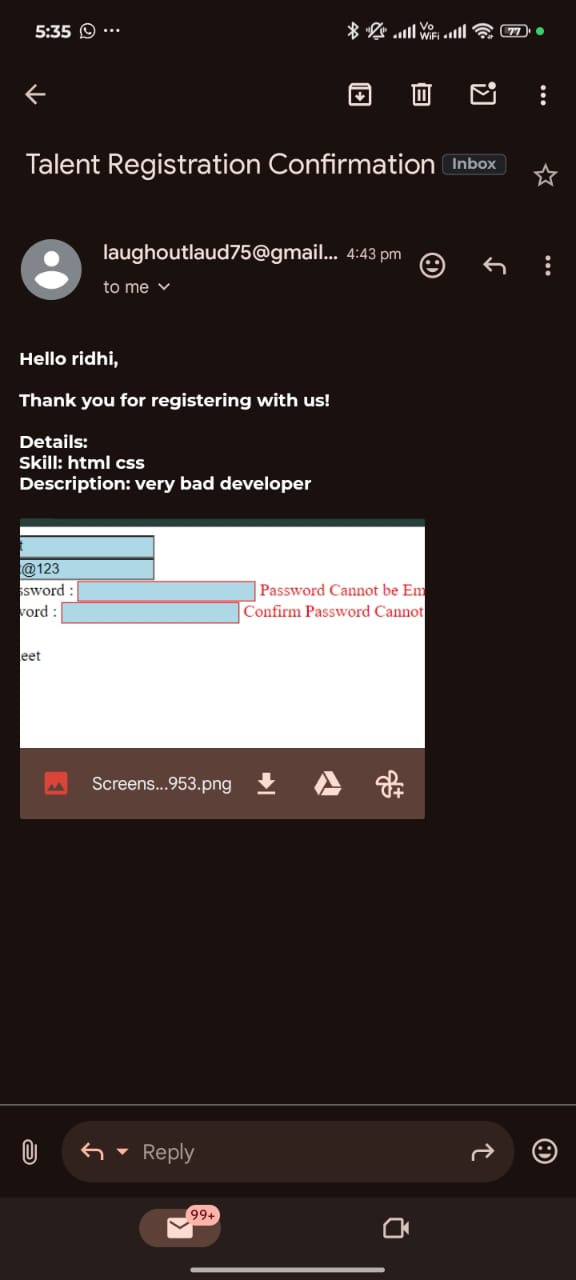 5:35
Vo
WiFi
77
Talent Registration Confirmation Inbox
laughoutlaud75@gmail... 4:43 pm
to me
Hello ridhi,
Thank you for registering with us!
Details:
Skill: html css
Description: very bad developer
@123
ssword : Password Cannot be Em
vord : Confirm Password Cannot
eet
Screens...953.png
Reply
99+